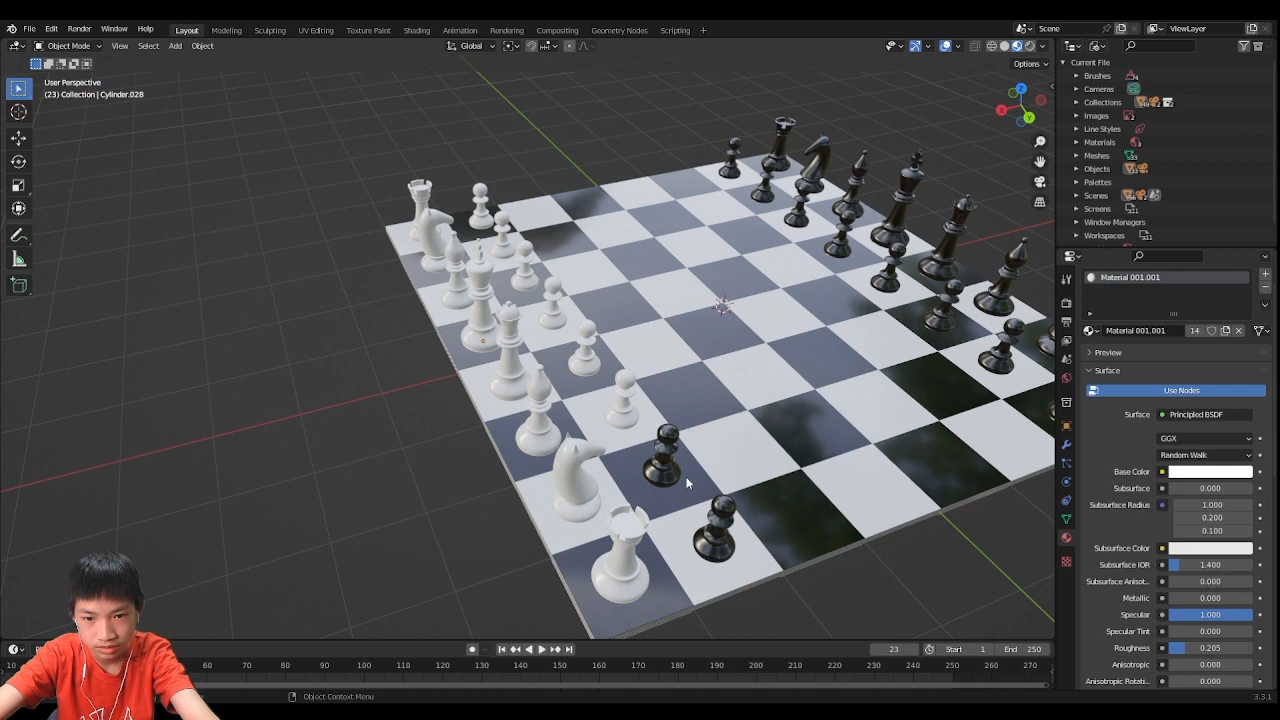 File Edit Render Window Help Layout Modeling Sculpting UV Editing Texture Paint Shading Animation Rendering Compositing Geometry Nodes Scripting + Scene ViewLayer
Object Mode View Select Add Object Global
Options
User Perspective
(23) Collection | Cylinder.028
Current File
Brushes
Cameras
Collections
Images
Line Styles
Materials
Meshes
Objects
Palettes
Scenes
Screens
Window Managers
Workspaces
Material 001.001
Material 001.001 14
Preview
Surface
Use Nodes
Surface Principled BSDF
GGX
Random Walk
Base Color
Subsurface 0.000
Subsurface Radius 1.000
0.200
0.100
Subsurface Color
Subsurface IOR 1.400
Subsurface Anisot... 0.000
Metallic 0.000
Specular 1.000
Specular Tint 0.000
Roughness 0.205
Anisotropic 0.000
Anisotropic Rotati... 0.000
23 Start 1 End 250
10 60 70 80 90 100 110 120 130 140 150 160 170 180 190 200 210 220 230 240 250 260 270
Object Context Menu
3.3.1